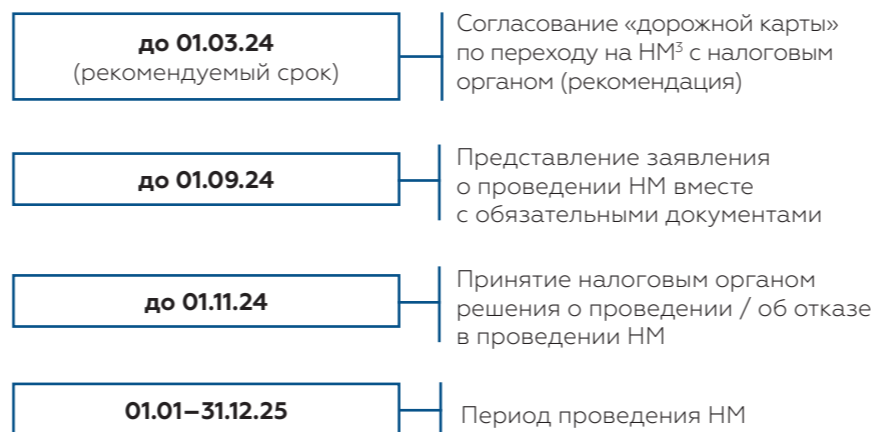 до 01.03.24
(рекомендуемый срок)
Согласование «дорожной карты»
по переходу на НМ³ с налоговым
органом (рекомендация)
до 01.09.24
Представление заявления
о проведении НМ вместе
с обязательными документами
до 01.11.24
Принятие налоговым органом
решения о проведении / об отказе
в проведении НМ
01.01–31.12.25
Период проведения НМ